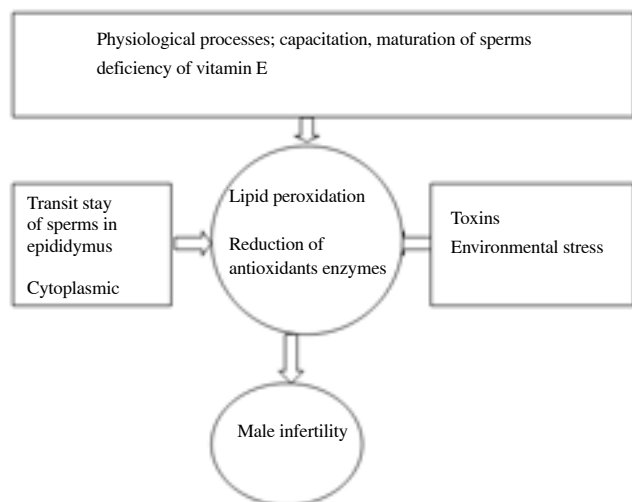 Physiological processes; capacitation, maturation of sperms
deficiency of vitamin E
Transit stay
of sperms in
epididymus
Cytoplasmic
Lipid peroxidation
Reduction of
antioxidants enzymes
Toxins
Environmental stress
Male infertility